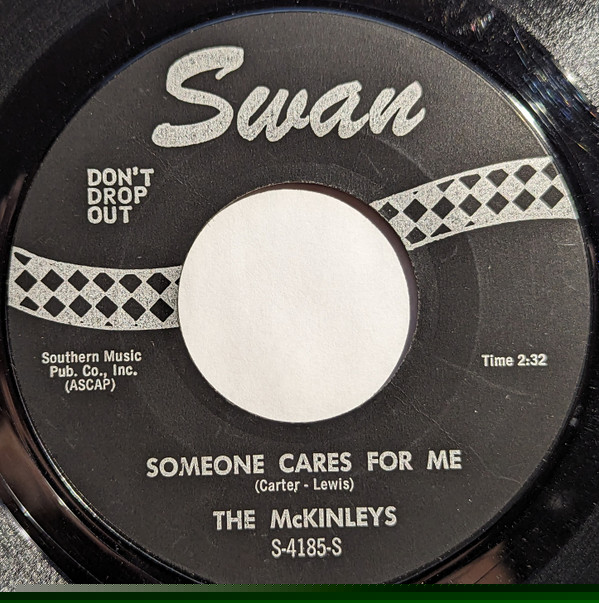 Swan
DON'T
DROP
OUT
Southern Music
Pub. Co., Inc.
(ASCAP)
Time 2:32
SOMEONE CARES FOR ME
(Carter - Lewis)
THE McKINLEYS
S-4185-S